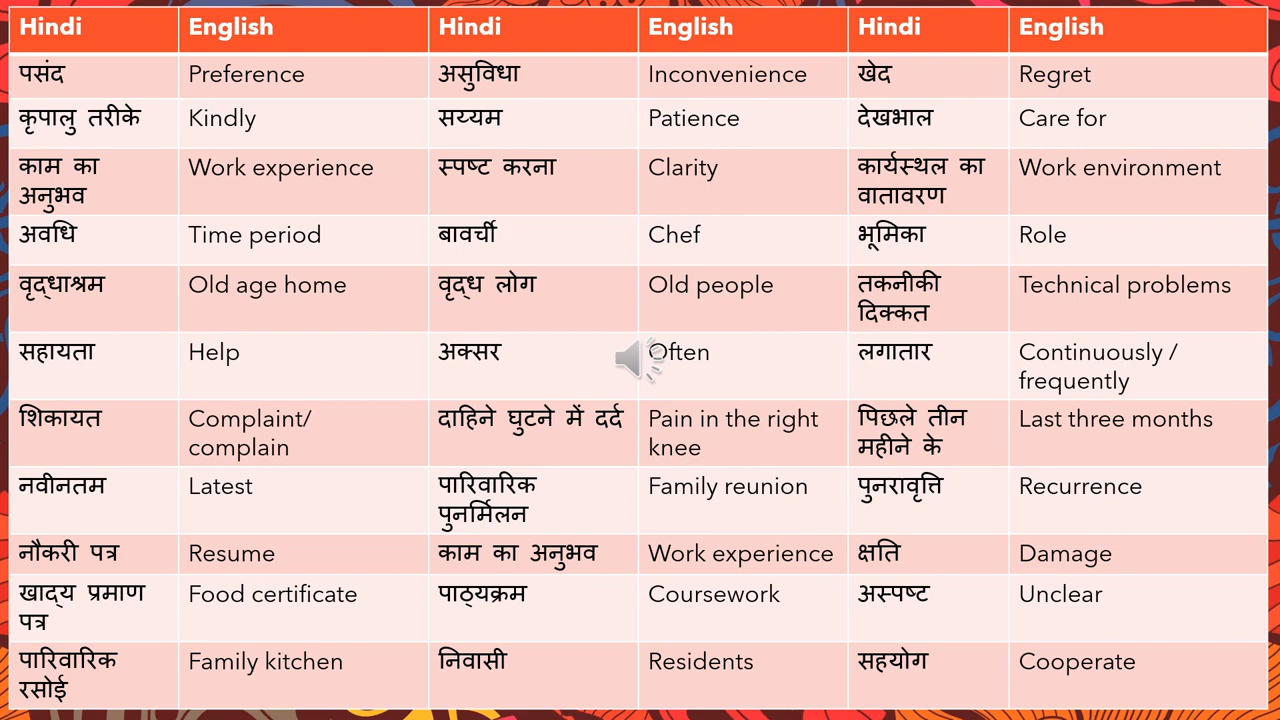 Hindi English Hindi English Hindi English
पसंद Preference असुविधा Inconvenience खेद Regret
कृपालु तरीके Kindly सय्यम Patience देखभाल Care for
काम का Work experience स्पष्ट करना Clarity कार्यस्थल का Work environment
अनुभव वातावरण
अवधि Time period बावर्ची Chef भूमिका Role
वृद्धाश्रम Old age home वृद्ध लोग Old people तकनीकी Technical problems
दिक्कत
सहायता Help अक्सर Often लगातार Continuously /
frequently
शिकायत Complaint/ दाहिने घुटने में दर्द Pain in the right पिछले तीन Last three months
complain knee महीने के
नवीनतम Latest पारिवारिक Family reunion पुनरावृत्ति Recurrence
पुनर्मिलन
नौकरी पत्र Resume काम का अनुभव Work experience क्षति Damage
खाद्य प्रमाण Food certificate पाठ्यक्रम Coursework अस्पष्ट Unclear
पत्र
पारिवारिक Family kitchen निवासी Residents सहयोग Cooperate
रसोई